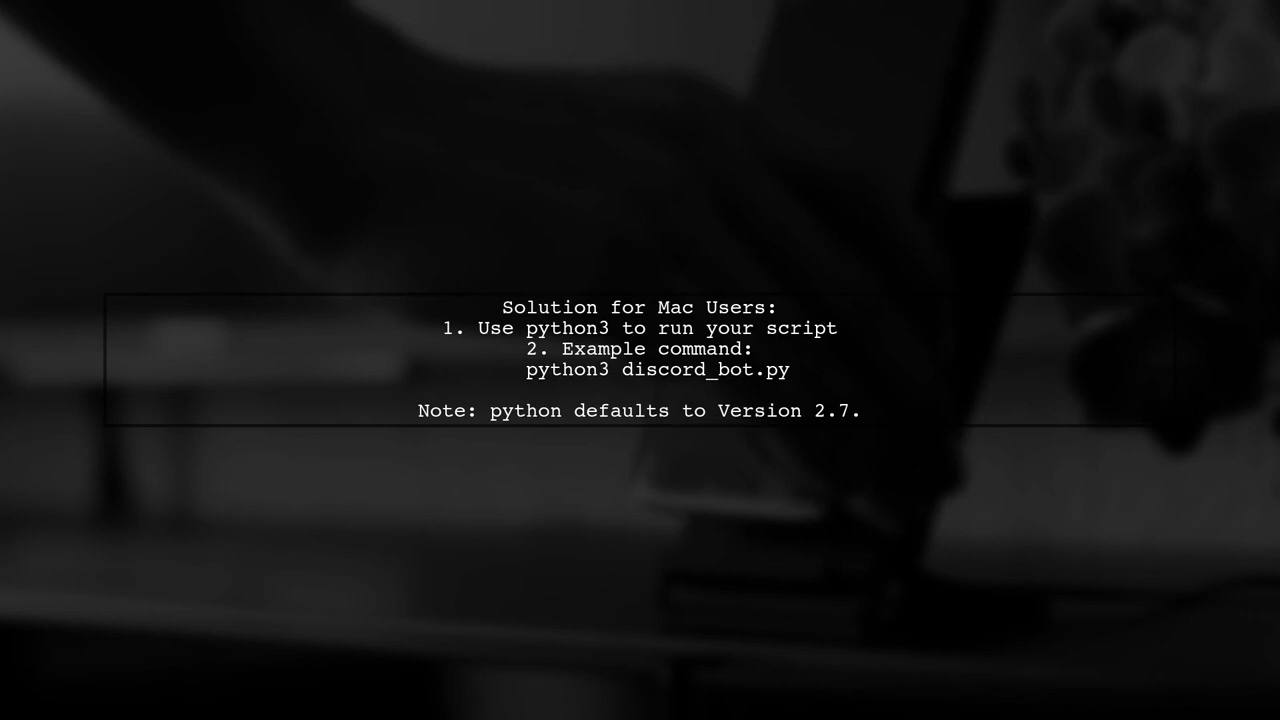 Solution for Mac Users:
1. Use python3 to run your script
2. Example command:
python3 discord_bot.py
Note: python defaults to Version 2.7.